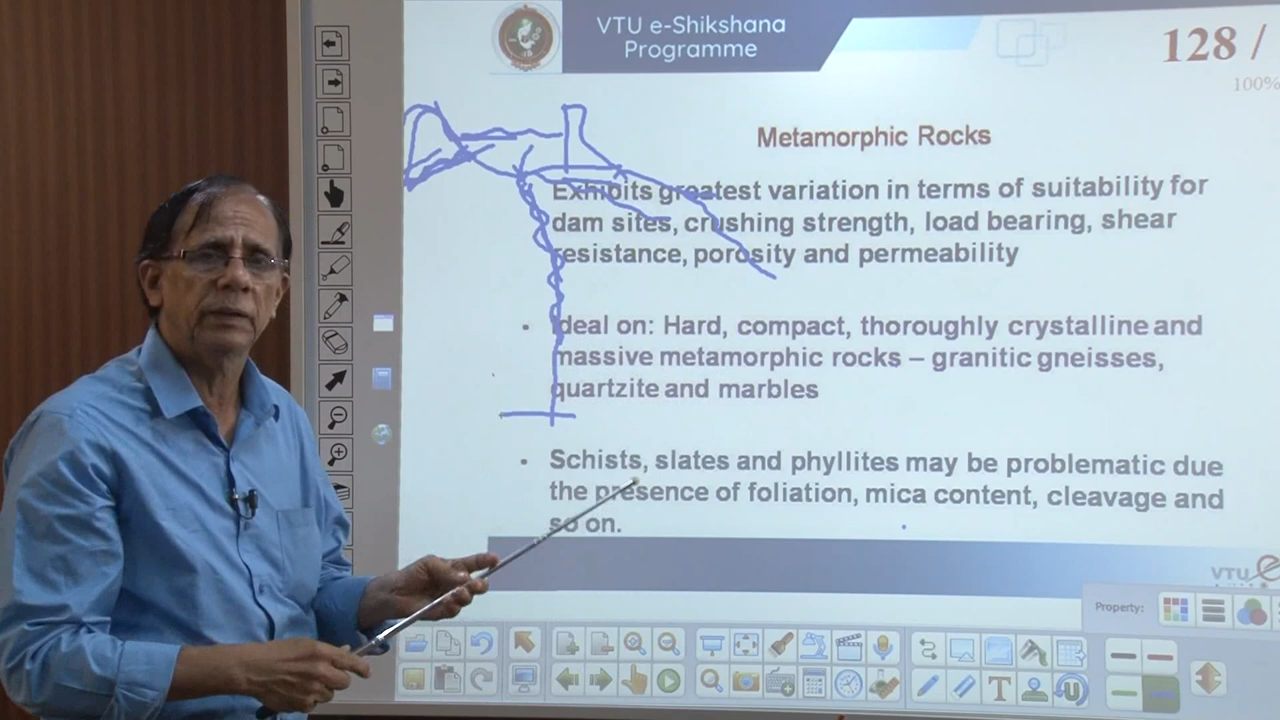 VTU e-Shikshana
Programme
128 /
100%
Metamorphic Rocks
Exhibits greatest variation in terms of suitability for
dam sites, crushing strength, load bearing, shear
resistance, porosity and permeability
• Ideal on: Hard, compact, thoroughly crystalline and
massive metamorphic rocks – granitic gneisses,
quartzite and marbles
• Schists, slates and phyllites may be problematic due
the presence of foliation, mica content, cleavage and
so on.
VTU e
Property: